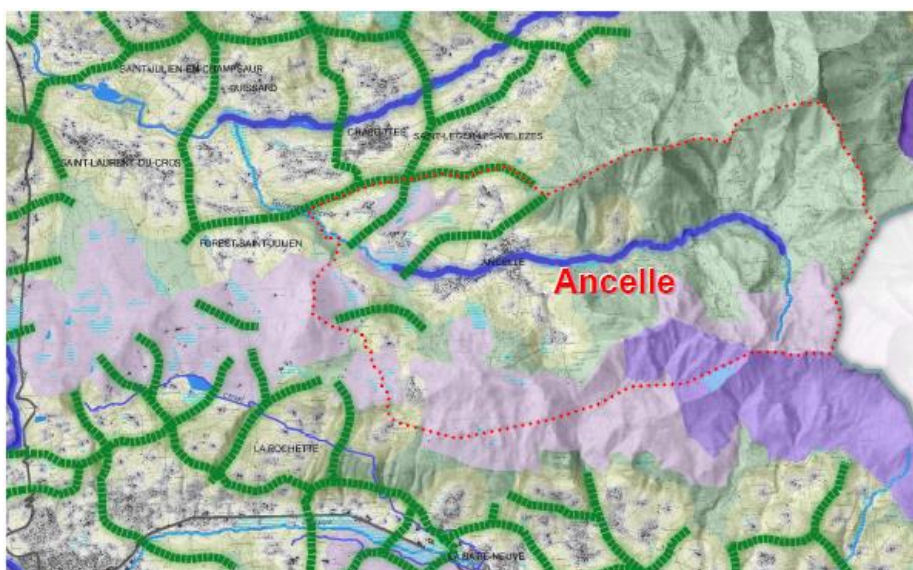 SAINT-JULIEN-EN-CHAMPSAUR
BUISSARD
CHABOTTES
SAINT-LEGER-LES-MELEZES
SAINT-LAURENT-DU-CROS
FOREST-SAINT-JULIEN
ANCELLE
Ancelle
LA ROCHETTE
LA BATIE-NEUVE